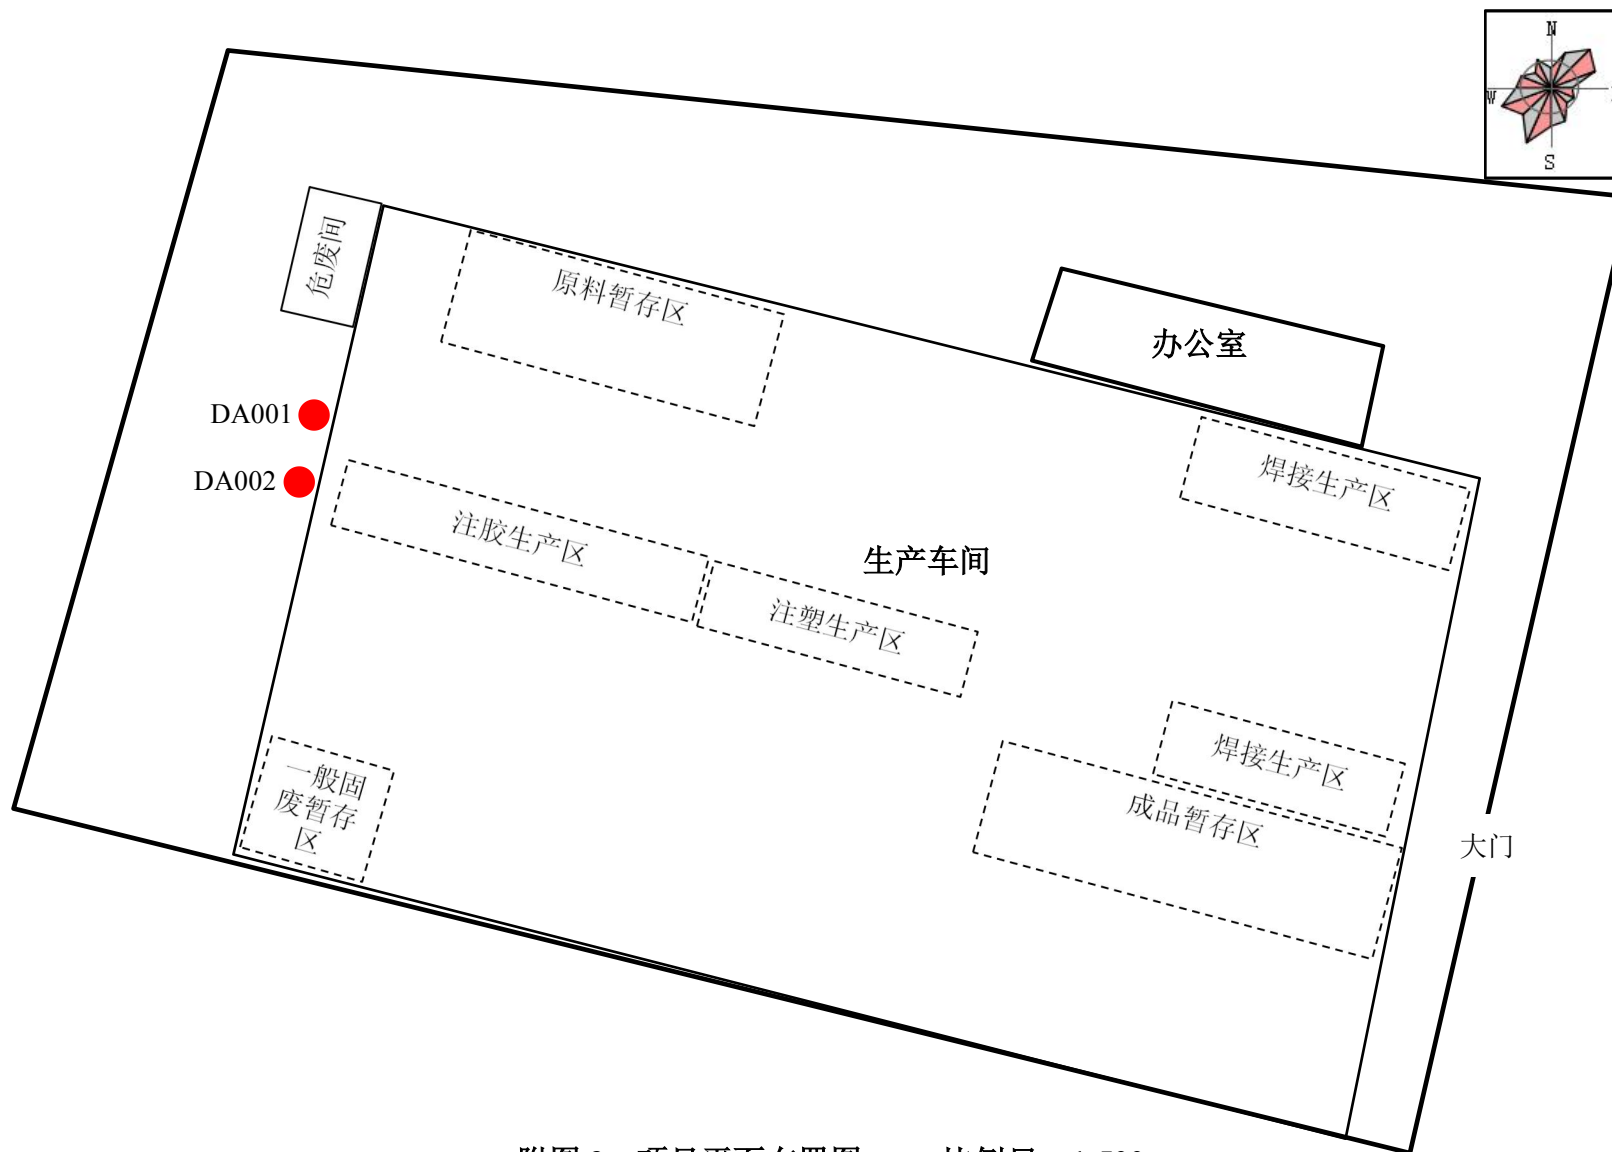 N
W
S
危废间
原料暂存区
办公室
DA001
焊接生产区
DA002
注胶生产区
生产车间
注塑生产区
焊接生产区
一般固
废暂存
区
成品暂存区
大门